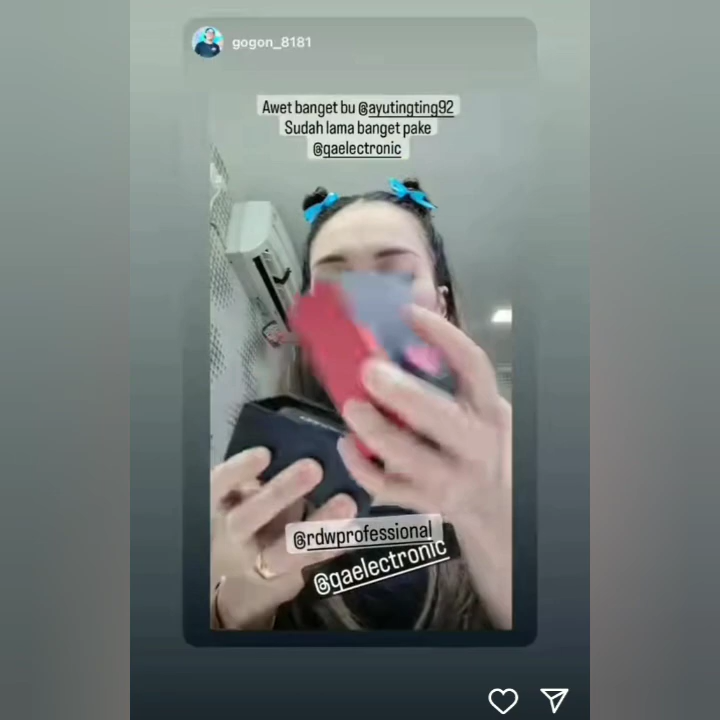 gogon_8181
Awet banget bu @ayutingting92
Sudah lama banget pake
@qaelectronic
@rdwprofessional
@qaelectronic